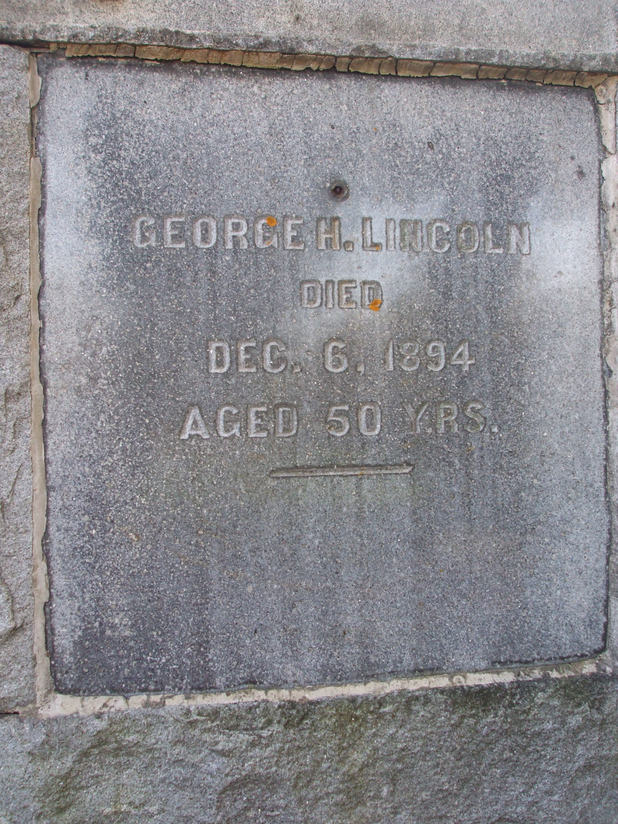 GEORGE H. LINCOLN
DIED
DEC. 6, 1894
AGED 50 YRS.